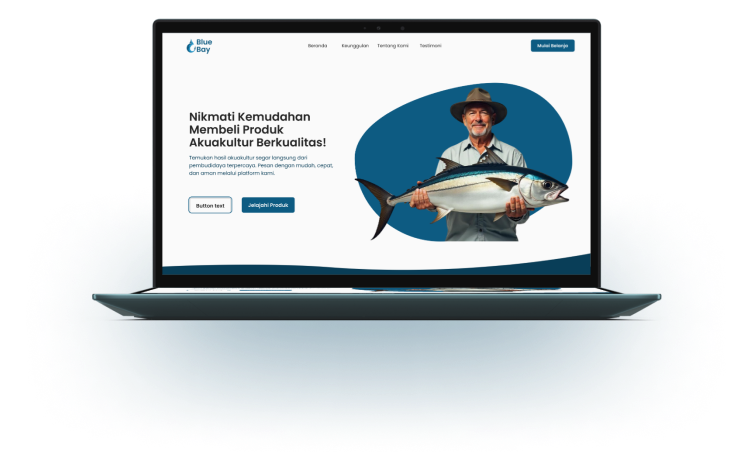 Blue
Bay
Beranda
Keunggulan
Tentang Kami
Testimoni
Mulai Belanja
Nikmati Kemudahan
Membeli Produk
Akuakultur Berkualitas!
Temukan hasil akuakultur segar langsung dari
pembudidaya terpercaya. Pesan dengan mudah, cepat,
dan aman melalui platform kami.
Button text
Jelajahi Produk